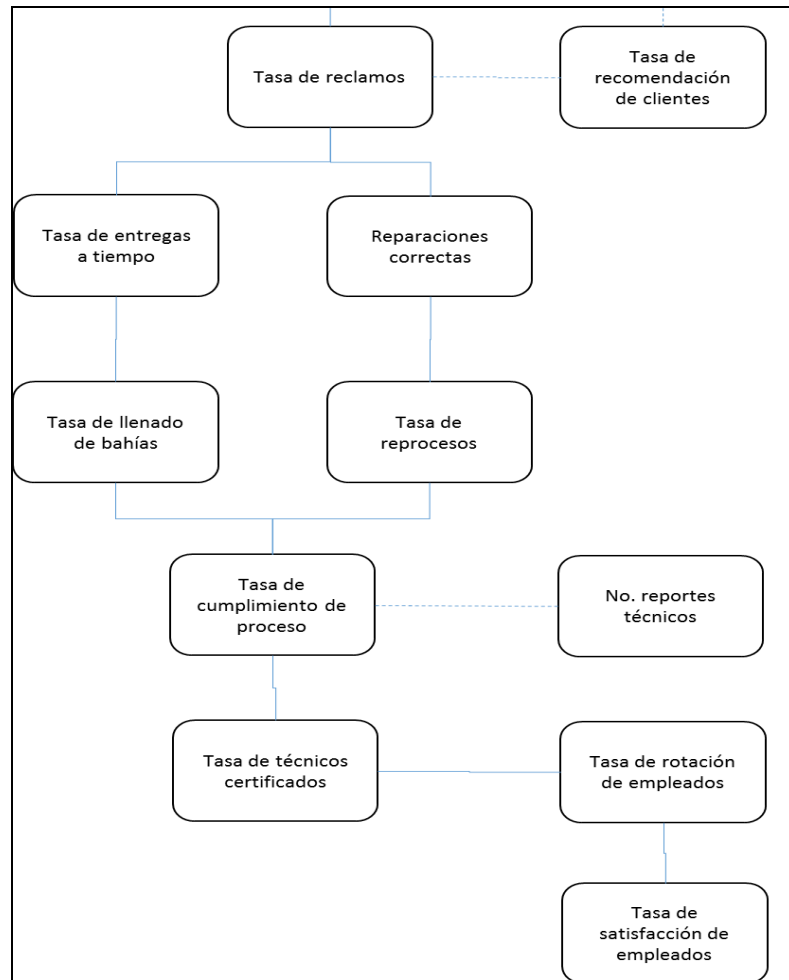 Tasa de reclamos
Tasa de
recomendación
de clientes
Tasa de entregas
a tiempo
Reparaciones
correctas
Tasa de llenado
de bahías
Tasa de
reprocesos
Tasa de
cumplimiento de
proceso
No. reportes
técnicos
Tasa de técnicos
certificados
Tasa de rotación
de empleados
Tasa de
satisfacción de
empleados